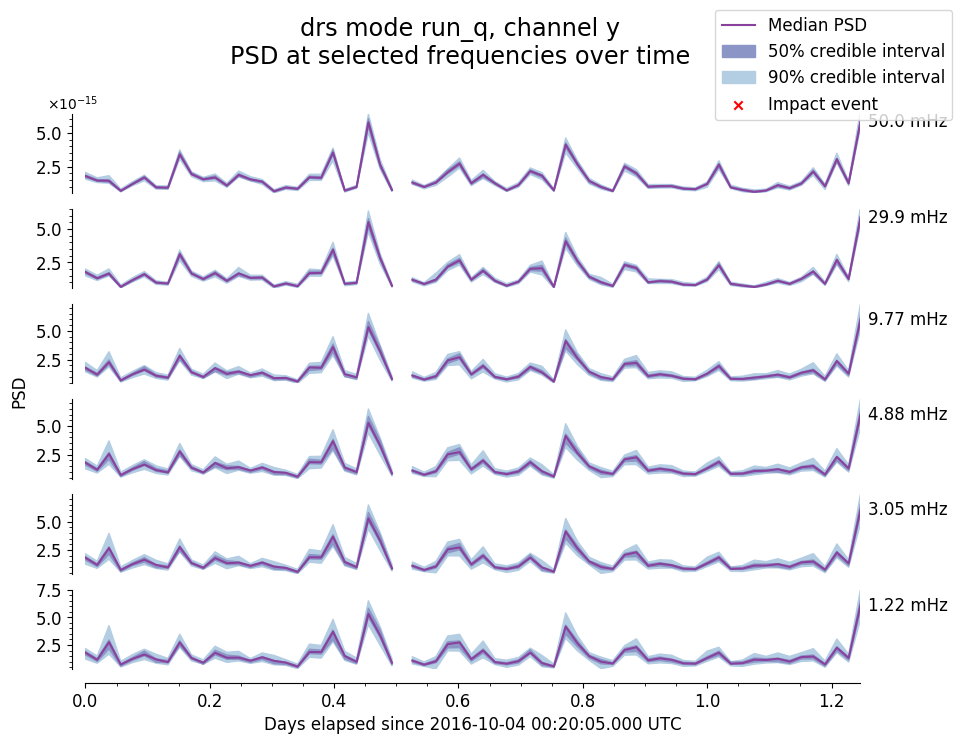 drs mode run_q, channel y
PSD at selected frequencies over time
Median PSD
50% credible interval
90% credible interval
Impact event
×10⁻¹⁵
50.0 mHz
5.0
2.5
29.9 mHz
5.0
2.5
9.77 mHz
5.0
2.5
PSD
4.88 mHz
5.0
2.5
3.05 mHz
5.0
2.5
7.5
1.22 mHz
5.0
2.5
0.0 0.2 0.4 0.6 0.8 1.0 1.2
Days elapsed since 2016-10-04 00:20:05.000 UTC